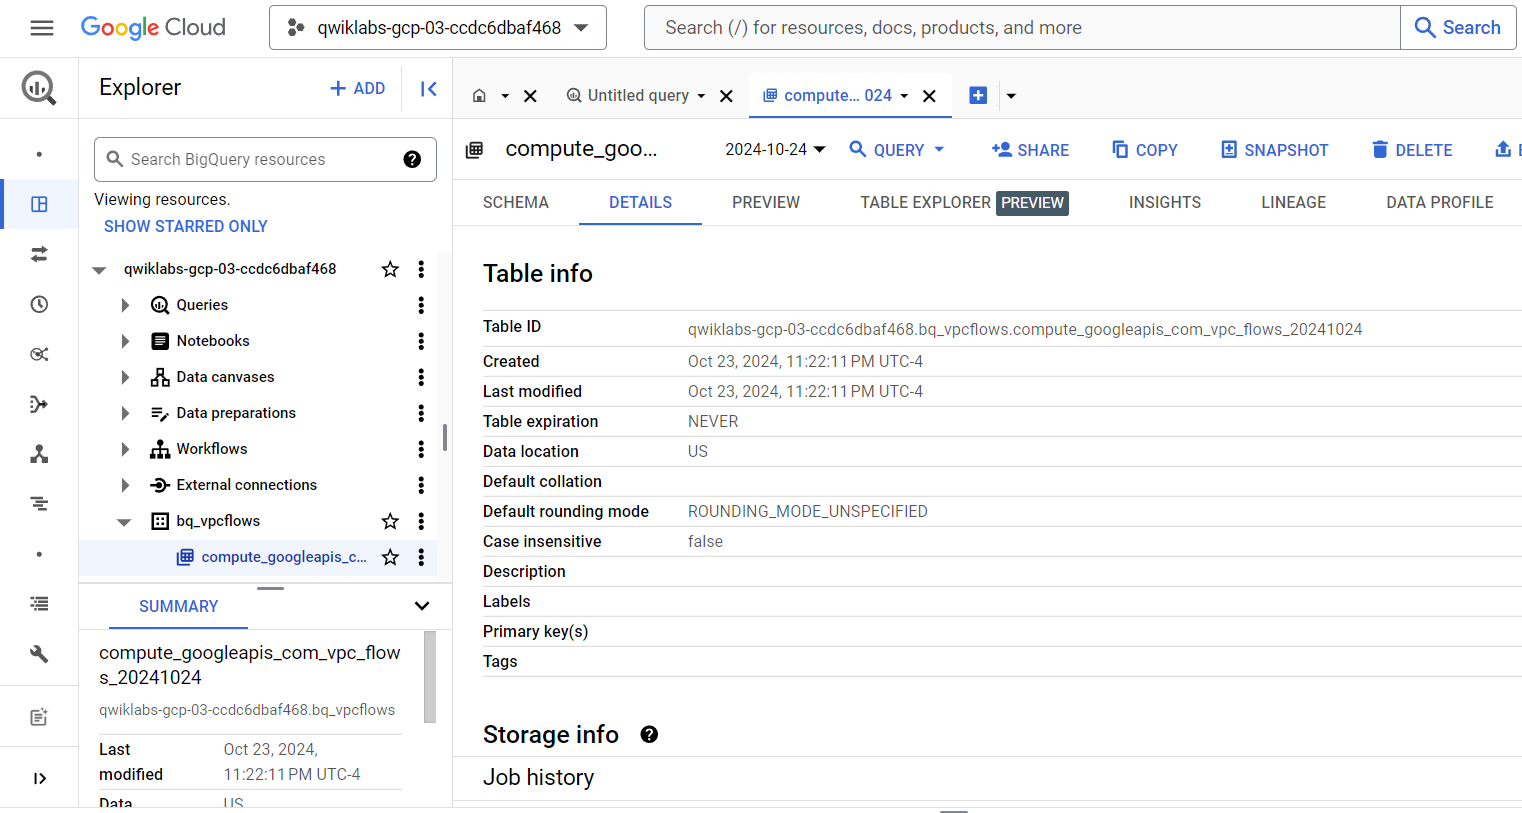 Google Cloud
qwiklabs-gcp-03-ccdc6dbaf468
Search (/) for resources, docs, products, and more
Search
Explorer
+ ADD
Untitled query
compute... 024
Search BigQuery resources
Viewing resources.
SHOW STARRED ONLY
qwiklabs-gcp-03-ccdc6dbaf468
Queries
Notebooks
Data canvases
Data preparations
Workflows
External connections
bq_vpcflows
compute_googleapis_c...
SUMMARY
compute_googleapis_com_vpc_flow
s_20241024
qwiklabs-gcp-03-ccdc6dbaf468.bq_vpcflows
Last modified Oct 23, 2024, 11:22:11 PM UTC-4
Data US
compute_goo...
2024-10-24
QUERY
SHARE
COPY
SNAPSHOT
DELETE
SCHEMA
DETAILS
PREVIEW
TABLE EXPLORER PREVIEW
INSIGHTS
LINEAGE
DATA PROFILE
Table info
Table ID qwiklabs-gcp-03-ccdc6dbaf468.bq_vpcflows.compute_googleapis_com_vpc_flows_20241024
Created Oct 23, 2024, 11:22:11 PM UTC-4
Last modified Oct 23, 2024, 11:22:11 PM UTC-4
Table expiration NEVER
Data location US
Default collation
Default rounding mode ROUNDING_MODE_UNSPECIFIED
Case insensitive false
Description
Labels
Primary key(s)
Tags
Storage info
Job history